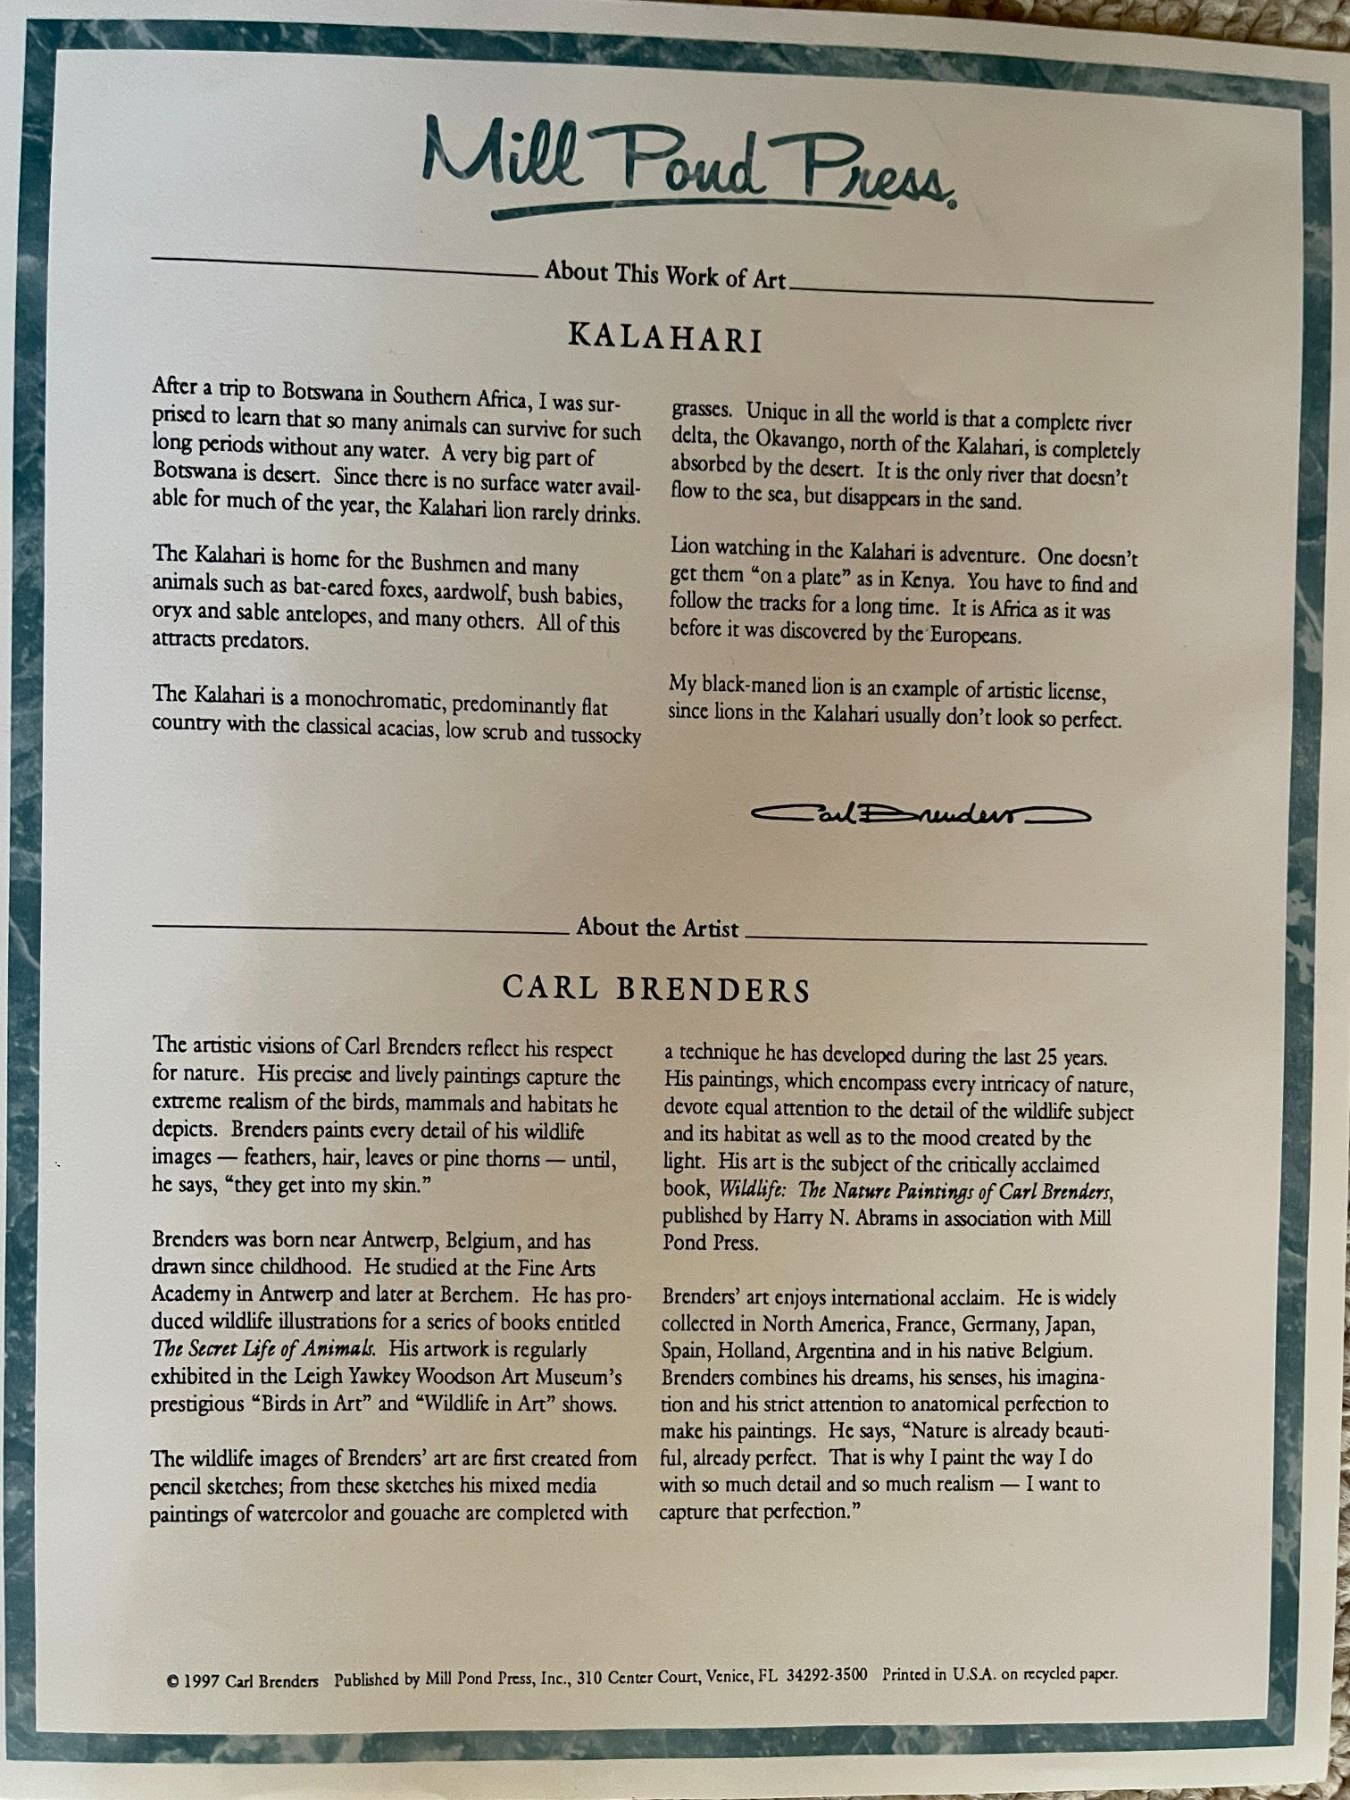 Mill Pond Press®
About This Work of Art
KALAHARI
After a trip to Botswana in Southern Africa, I was sur-
prised to learn that so many animals can survive for such
long periods without any water. A very big part of
Botswana is desert. Since there is no surface water avail-
able for much of the year, the Kalahari lion rarely drinks.
The Kalahari is home for the Bushmen and many
animals such as bat-eared foxes, aardwolf, bush babies,
oryx and sable antelopes, and many others. All of this
attracts predators.
The Kalahari is a monochromatic, predominantly flat
country with the classical acacias, low scrub and tussocky
grasses. Unique in all the world is that a complete river
delta, the Okavango, north of the Kalahari, is completely
absorbed by the desert. It is the only river that doesn't
flow to the sea, but disappears in the sand.
Lion watching in the Kalahari is adventure. One doesn't
get them "on a plate" as in Kenya. You have to find and
follow the tracks for a long time. It is Africa as it was
before it was discovered by the Europeans.
My black-maned lion is an example of artistic license,
since lions in the Kalahari usually don't look so perfect.
Carl Brenders
About the Artist
CARL BRENDERS
The artistic visions of Carl Brenders reflect his respect
for nature. His precise and lively paintings capture the
extreme realism of the birds, mammals and habitats he
depicts. Brenders paints every detail of his wildlife
images — feathers, hair, leaves or pine thorns — until,
he says, "they get into my skin."
Brenders was born near Antwerp, Belgium, and has
drawn since childhood. He studied at the Fine Arts
Academy in Antwerp and later at Berchem. He has pro-
duced wildlife illustrations for a series of books entitled
The Secret Life of Animals. His artwork is regularly
exhibited in the Leigh Yawkey Woodson Art Museum's
prestigious "Birds in Art" and "Wildlife in Art" shows.
The wildlife images of Brenders' art are first created from
pencil sketches; from these sketches his mixed media
paintings of watercolor and gouache are completed with
a technique he has developed during the last 25 years.
His paintings, which encompass every intricacy of nature,
devote equal attention to the detail of the wildlife subject
and its habitat as well as to the mood created by the
light. His art is the subject of the critically acclaimed
book, Wildlife: The Nature Paintings of Carl Brenders,
published by Harry N. Abrams in association with Mill
Pond Press.
Brenders' art enjoys international acclaim. He is widely
collected in North America, France, Germany, Japan,
Spain, Holland, Argentina and in his native Belgium.
Brenders combines his dreams, his senses, his imagina-
tion and his strict attention to anatomical perfection to
make his paintings. He says, "Nature is already beauti-
ful, already perfect. That is why I paint the way I do
with so much detail and so much realism — I want to
capture that perfection."
© 1997 Carl Brenders Published by Mill Pond Press, Inc., 310 Center Court, Venice, FL 34292-3500 Printed in U.S.A. on recycled paper.